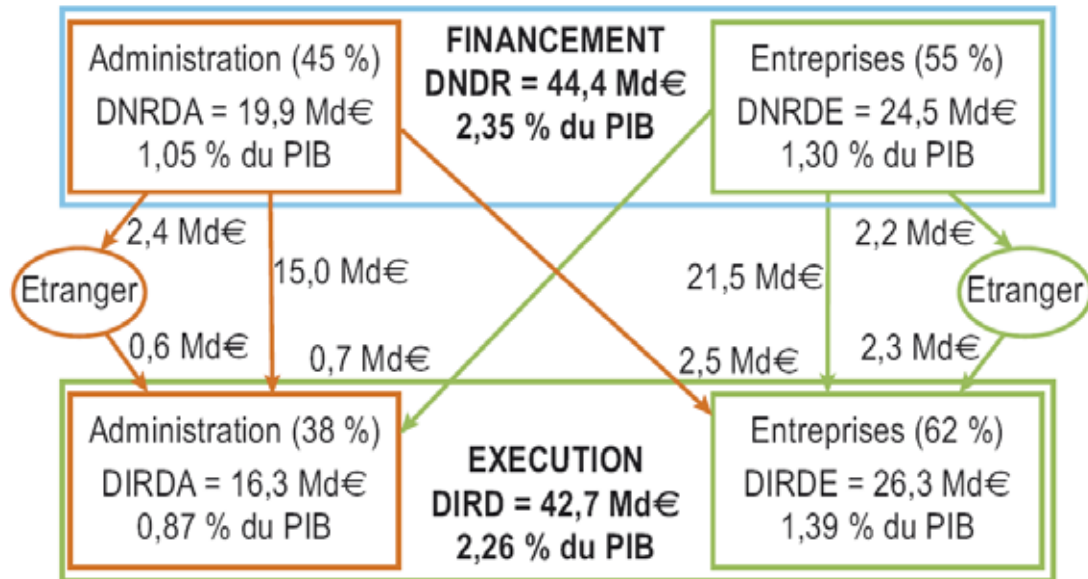 Administration (45 %)
DNRDA = 19,9 Md€
1,05 % du PIB
FINANCEMENT
DNDR = 44,4 Md€
2,35 % du PIB
Entreprises (55 %)
DNRDE = 24,5 Md€
1,30 % du PIB
2,4 Md€
2,2 Md€
Etranger
15,0 Md€
21,5 Md€
Etranger
0,6 Md€
0,7 Md€
2,5 Md€
2,3 Md€
Administration (38 %)
DIRDA = 16,3 Md€
0,87 % du PIB
EXECUTION
DIRD = 42,7 Md€
2,26 % du PIB
Entreprises (62 %)
DIRDE = 26,3 Md€
1,39 % du PIB